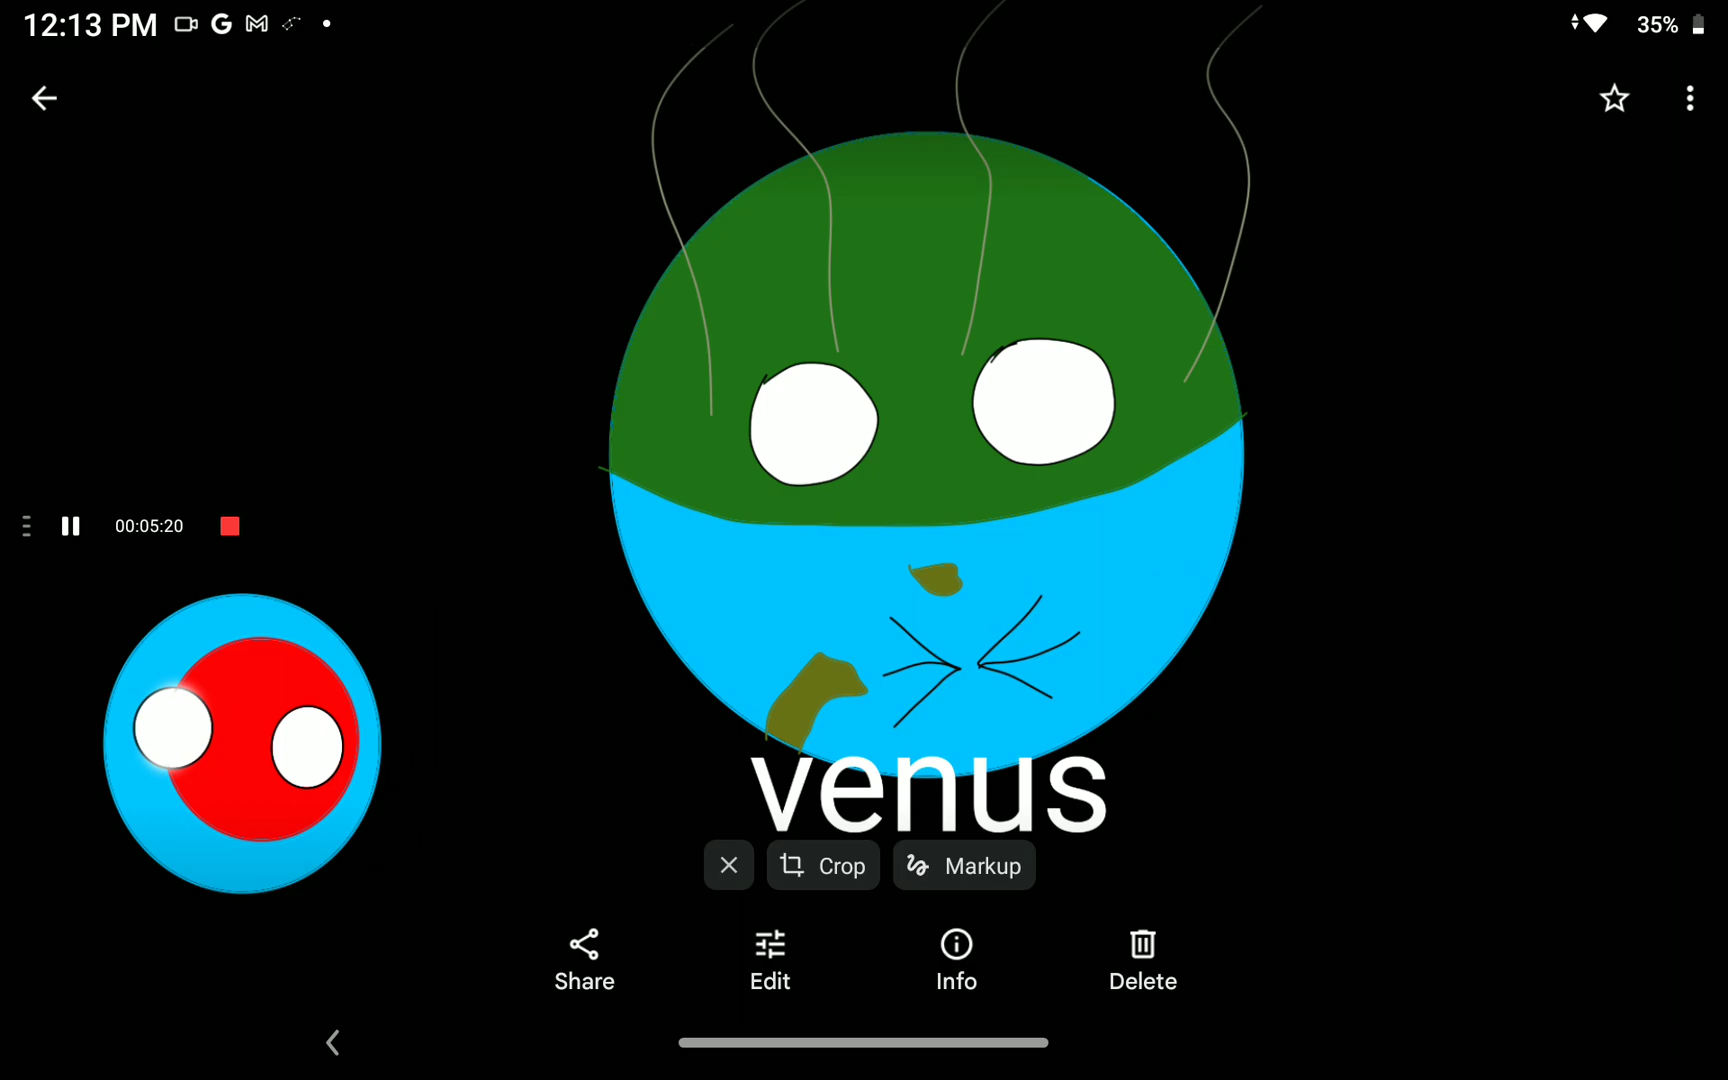 12:13 PM G M 35%
00:05:20
venus
Crop Markup
Share Edit Info Delete